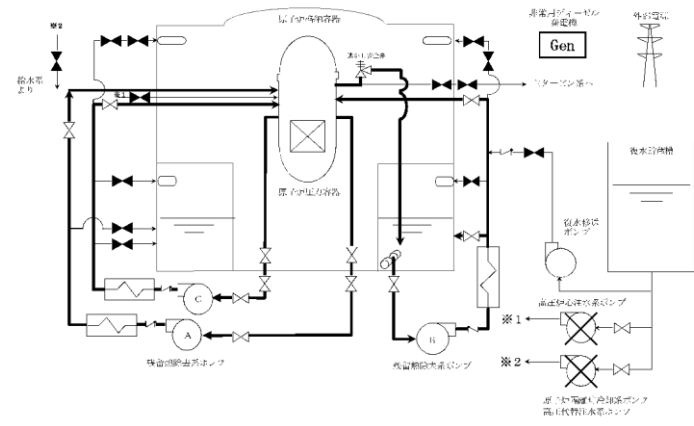 原子炉格納容器
非常用ディーゼル
発電機
Gen
外部電源
※2
給水系
より
※1
タービン系へ
原子炉圧力容器
復水貯蔵槽
復水移送
ポンプ
C
A
B
残留熱除去系ポンプ
残留熱除去系ポンプ
高圧炉心注水系ポンプ
※1
※2
原子炉隔離時冷却系ポンプ
高圧代替注水系ポンプ